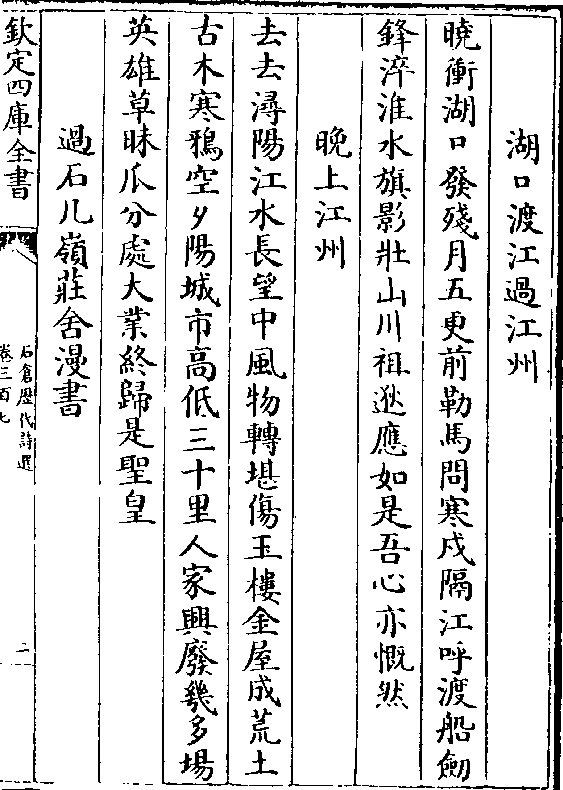 湖口渡江過江州
曉衝湖口發殘月五更前勒馬問寒戍隔江呼渡船劒
鋒淬淮水旗影壯山川祖逖應如是吾心亦慨然
晚上江州
去去潯陽江水長望中風物轉堪傷玉樓金屋成荒土
古木寒鴉空夕陽城市高低三十里人家興廢幾多場
英雄草昧瓜分處大業終歸是聖皇
過石几嶺莊舍漫書
欽定四庫全書
石倉歷代詩選
卷三百七
二